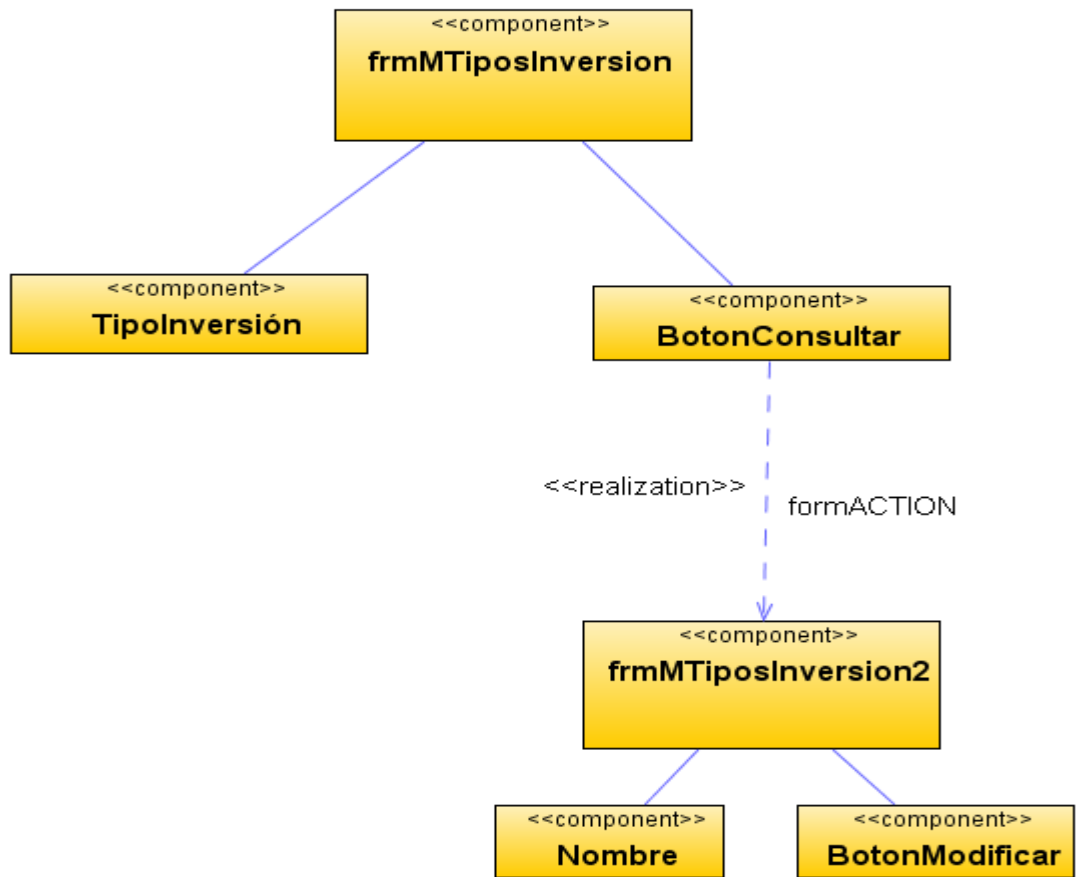 <<component>>
frmMTiposInversion
<<component>>
TipoInversión
<<component>>
BotonConsultar
<<realization>>
formACTION
<<component>>
frmMTiposInversion2
<<component>>
Nombre
<<component>>
BotonModificar